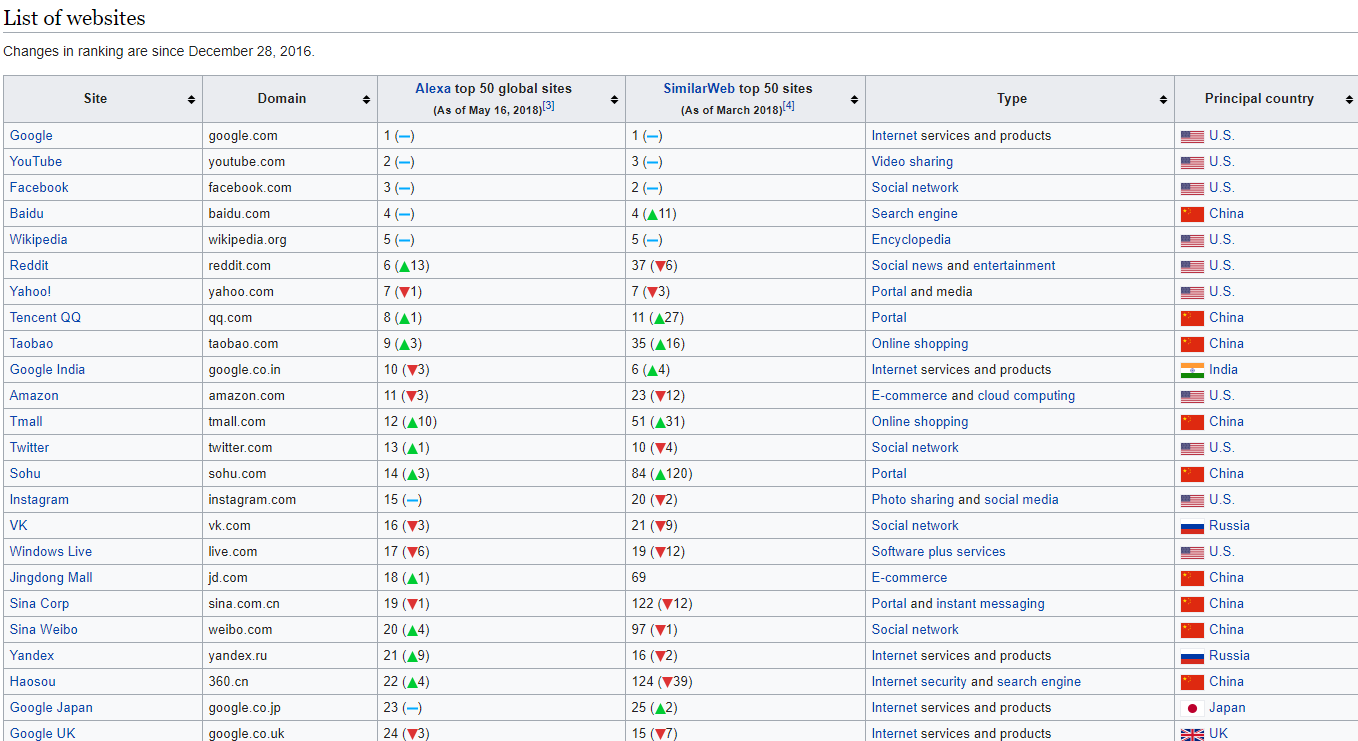 List of websites
Changes in ranking are since December 28, 2016.
Site Domain Alexa top 50 global sites (As of May 16, 2018)[3] SimilarWeb top 50 sites (As of March 2018)[4] Type Principal country
Google google.com 1 (—) 1 (—) Internet services and products U.S.
YouTube youtube.com 2 (—) 3 (—) Video sharing U.S.
Facebook facebook.com 3 (—) 2 (—) Social network U.S.
Baidu baidu.com 4 (—) 4 (▲11) Search engine China
Wikipedia wikipedia.org 5 (—) 5 (—) Encyclopedia U.S.
Reddit reddit.com 6 (▲13) 37 (▼6) Social news and entertainment U.S.
Yahoo! yahoo.com 7 (▼1) 7 (▼3) Portal and media U.S.
Tencent QQ qq.com 8 (▲1) 11 (▲27) Portal China
Taobao taobao.com 9 (▲3) 35 (▲16) Online shopping China
Google India google.co.in 10 (▼3) 6 (▲4) Internet services and products India
Amazon amazon.com 11 (▼3) 23 (▼12) E-commerce and cloud computing U.S.
Tmall tmall.com 12 (▲10) 51 (▲31) Online shopping China
Twitter twitter.com 13 (▲1) 10 (▼4) Social network U.S.
Sohu sohu.com 14 (▲3) 84 (▲120) Portal China
Instagram instagram.com 15 (—) 20 (▼2) Photo sharing and social media U.S.
VK vk.com 16 (▼3) 21 (▼9) Social network Russia
Windows Live live.com 17 (▼6) 19 (▼12) Software plus services U.S.
Jingdong Mall jd.com 18 (▲1) 69 E-commerce China
Sina Corp sina.com.cn 19 (▼1) 122 (▼12) Portal and instant messaging China
Sina Weibo weibo.com 20 (▲4) 97 (▼1) Social network China
Yandex yandex.ru 21 (▲9) 16 (▼2) Internet services and products Russia
Haosou 360.cn 22 (▲4) 124 (▼39) Internet security and search engine China
Google Japan google.co.jp 23 (—) 25 (▲2) Internet services and products Japan
Google UK google.co.uk 24 (▼3) 15 (▼7) Internet services and products UK